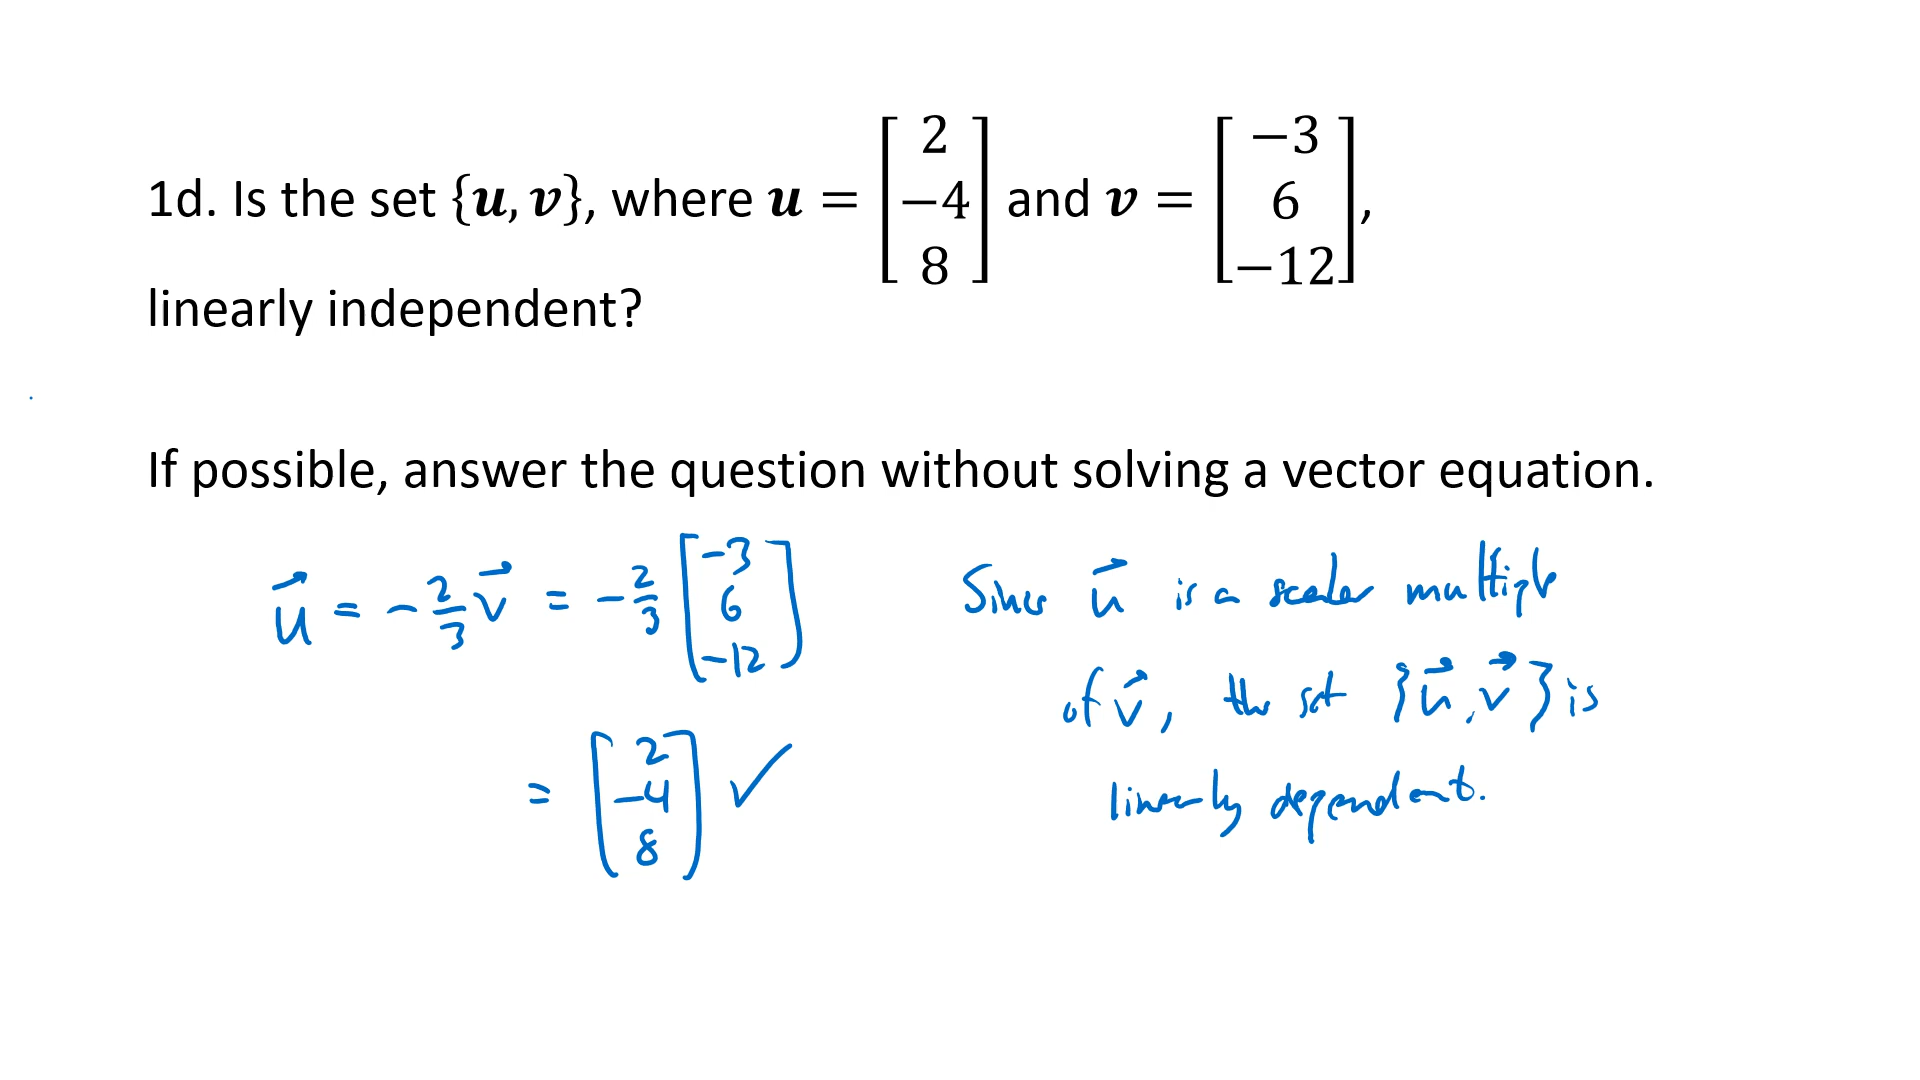 1d. Is the set {𝒖, 𝒗}, where 𝒖 = [2 −4 8] and 𝒗 = [−3 6 −12],
linearly independent?
If possible, answer the question without solving a vector equation.
u⃗ = −2/3 v⃗ = −2/3 [−3 6 −12]
= [2 −4 8] ✓
Since u⃗ is a scalar multiple
of v⃗, the set {u⃗, v⃗} is
linearly dependent.